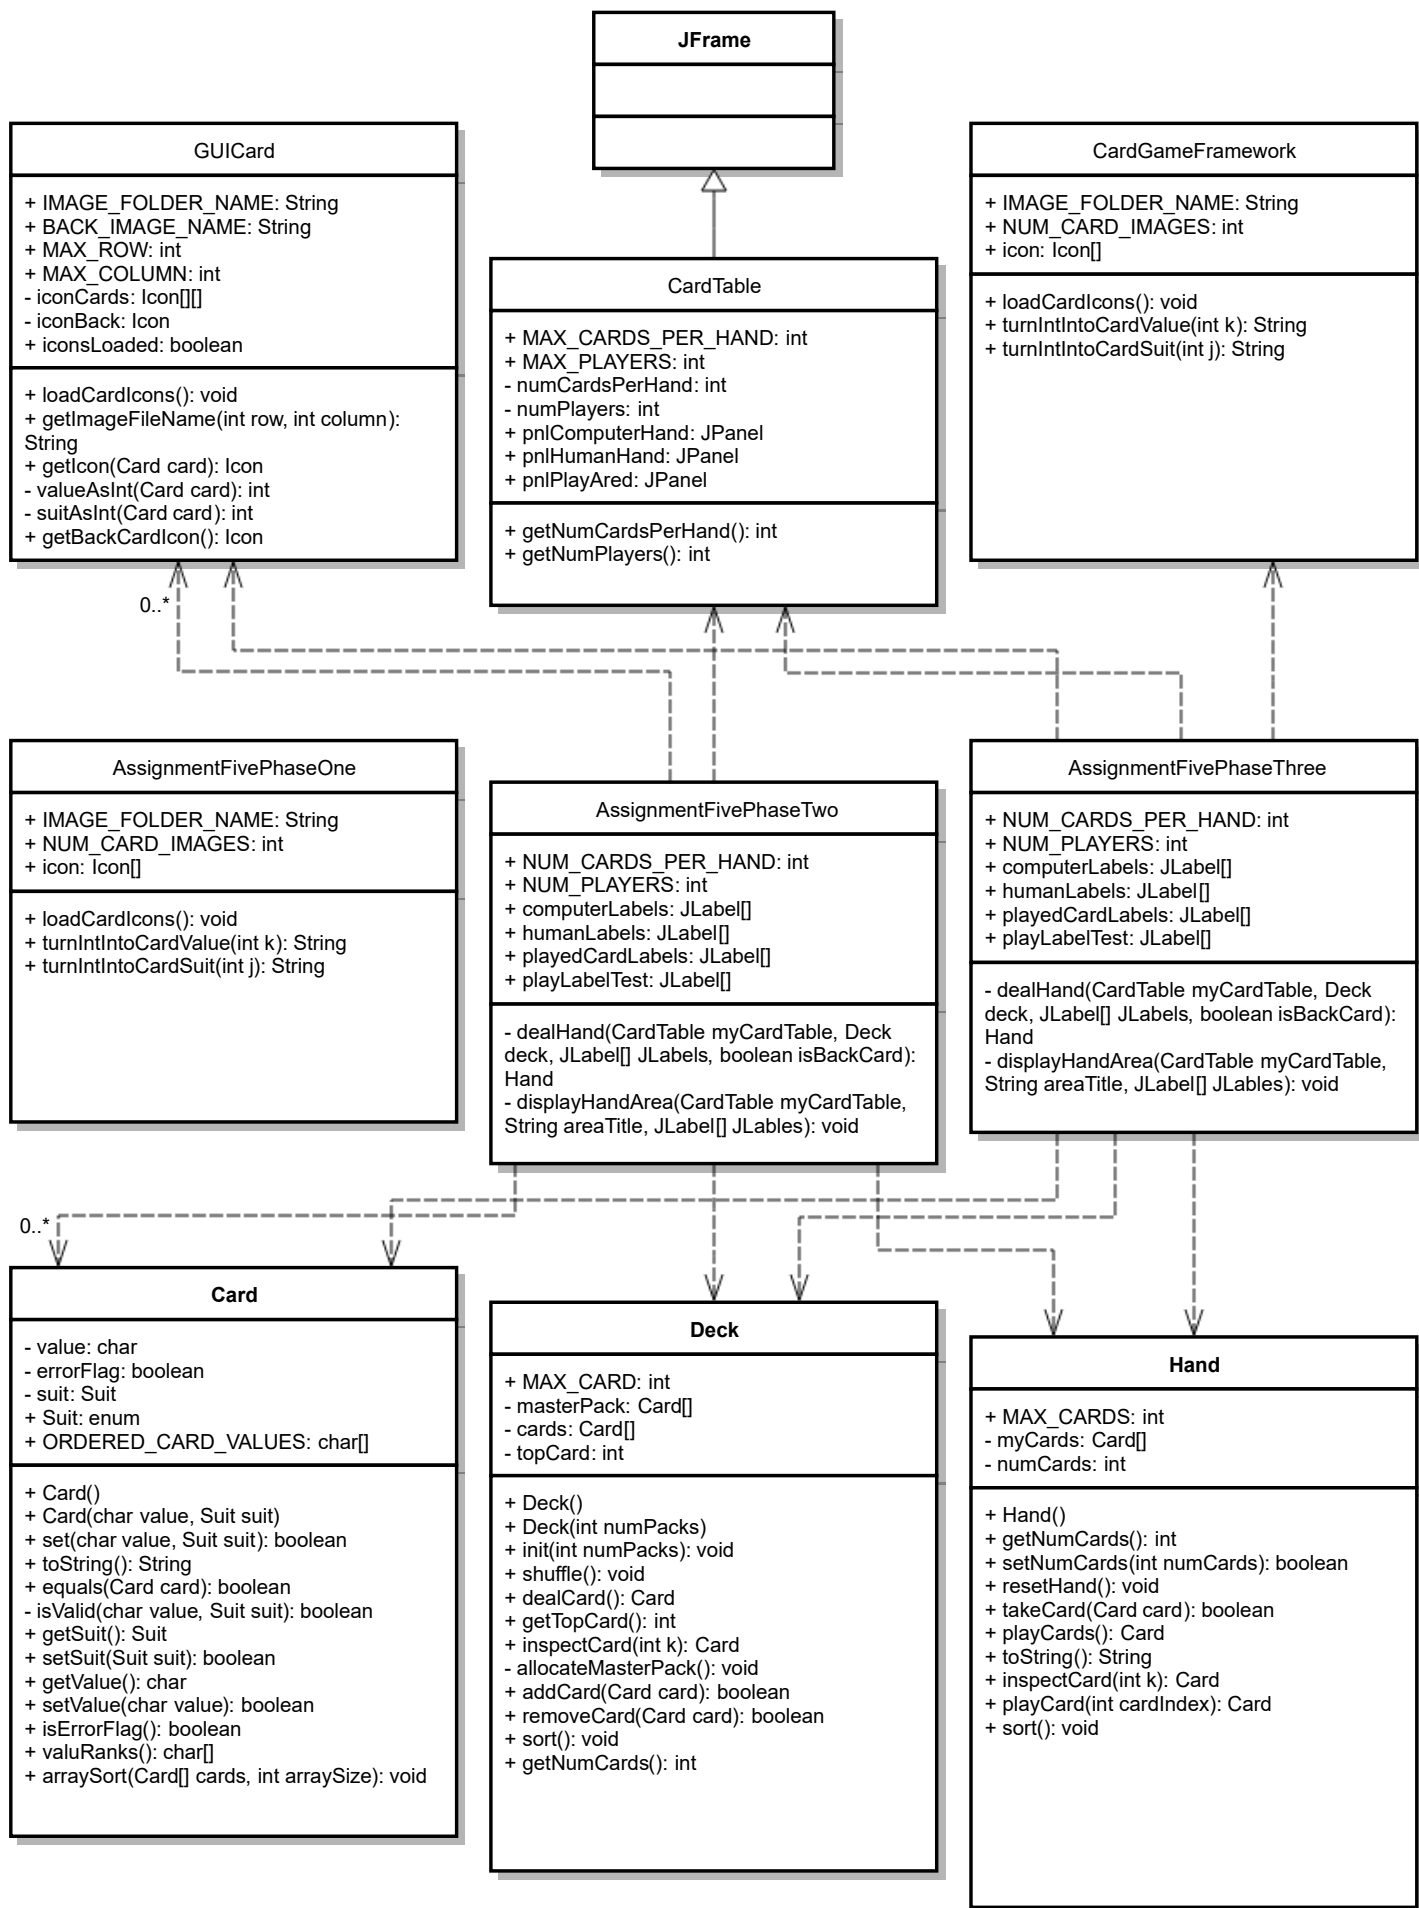 JFrame
GUICard
+ IMAGE_FOLDER_NAME: String
+ BACK_IMAGE_NAME: String
+ MAX_ROW: int
+ MAX_COLUMN: int
- iconCards: Icon[][]
- iconBack: Icon
+ iconsLoaded: boolean
+ loadCardIcons(): void
+ getImageFileName(int row, int column):
String
+ getIcon(Card card): Icon
- valueAsInt(Card card): int
- suitAsInt(Card card): int
+ getBackCardIcon(): Icon
CardTable
+ MAX_CARDS_PER_HAND: int
+ MAX_PLAYERS: int
- numCardsPerHand: int
- numPlayers: int
+ pnlComputerHand: JPanel
+ pnlHumanHand: JPanel
+ pnlPlayAred: JPanel
+ getNumCardsPerHand(): int
+ getNumPlayers(): int
CardGameFramework
+ IMAGE_FOLDER_NAME: String
+ NUM_CARD_IMAGES: int
+ icon: Icon[]
+ loadCardIcons(): void
+ turnIntIntoCardValue(int k): String
+ turnIntIntoCardSuit(int j): String
0..*
AssignmentFivePhaseOne
+ IMAGE_FOLDER_NAME: String
+ NUM_CARD_IMAGES: int
+ icon: Icon[]
+ loadCardIcons(): void
+ turnIntIntoCardValue(int k): String
+ turnIntIntoCardSuit(int j): String
AssignmentFivePhaseTwo
+ NUM_CARDS_PER_HAND: int
+ NUM_PLAYERS: int
+ computerLabels: JLabel[]
+ humanLabels: JLabel[]
+ playedCardLabels: JLabel[]
+ playLabelTest: JLabel[]
- dealHand(CardTable myCardTable, Deck
deck, JLabel[] JLabels, boolean isBackCard):
Hand
- displayHandArea(CardTable myCardTable,
String areaTitle, JLabel[] JLables): void
AssignmentFivePhaseThree
+ NUM_CARDS_PER_HAND: int
+ NUM_PLAYERS: int
+ computerLabels: JLabel[]
+ humanLabels: JLabel[]
+ playedCardLabels: JLabel[]
+ playLabelTest: JLabel[]
- dealHand(CardTable myCardTable, Deck
deck, JLabel[] JLabels, boolean isBackCard):
Hand
- displayHandArea(CardTable myCardTable,
String areaTitle, JLabel[] JLables): void
0..*
Card
- value: char
- errorFlag: boolean
- suit: Suit
+ Suit: enum
+ ORDERED_CARD_VALUES: char[]
+ Card()
+ Card(char value, Suit suit)
+ set(char value, Suit suit): boolean
+ toString(): String
+ equals(Card card): boolean
- isValid(char value, Suit suit): boolean
+ getSuit(): Suit
+ setSuit(Suit suit): boolean
+ getValue(): char
+ setValue(char value): boolean
+ isErrorFlag(): boolean
+ valuRanks(): char[]
+ arraySort(Card[] cards, int arraySize): void
Deck
+ MAX_CARD: int
- masterPack: Card[]
- cards: Card[]
- topCard: int
+ Deck()
+ Deck(int numPacks)
+ init(int numPacks): void
+ shuffle(): void
+ dealCard(): Card
+ getTopCard(): int
+ inspectCard(int k): Card
- allocateMasterPack(): void
+ addCard(Card card): boolean
+ removeCard(Card card): boolean
+ sort(): void
+ getNumCards(): int
Hand
+ MAX_CARDS: int
- myCards: Card[]
- numCards: int
+ Hand()
+ getNumCards(): int
+ setNumCards(int numCards): boolean
+ resetHand(): void
+ takeCard(Card card): boolean
+ playCards(): Card
+ toString(): String
+ inspectCard(int k): Card
+ playCard(int cardIndex): Card
+ sort(): void